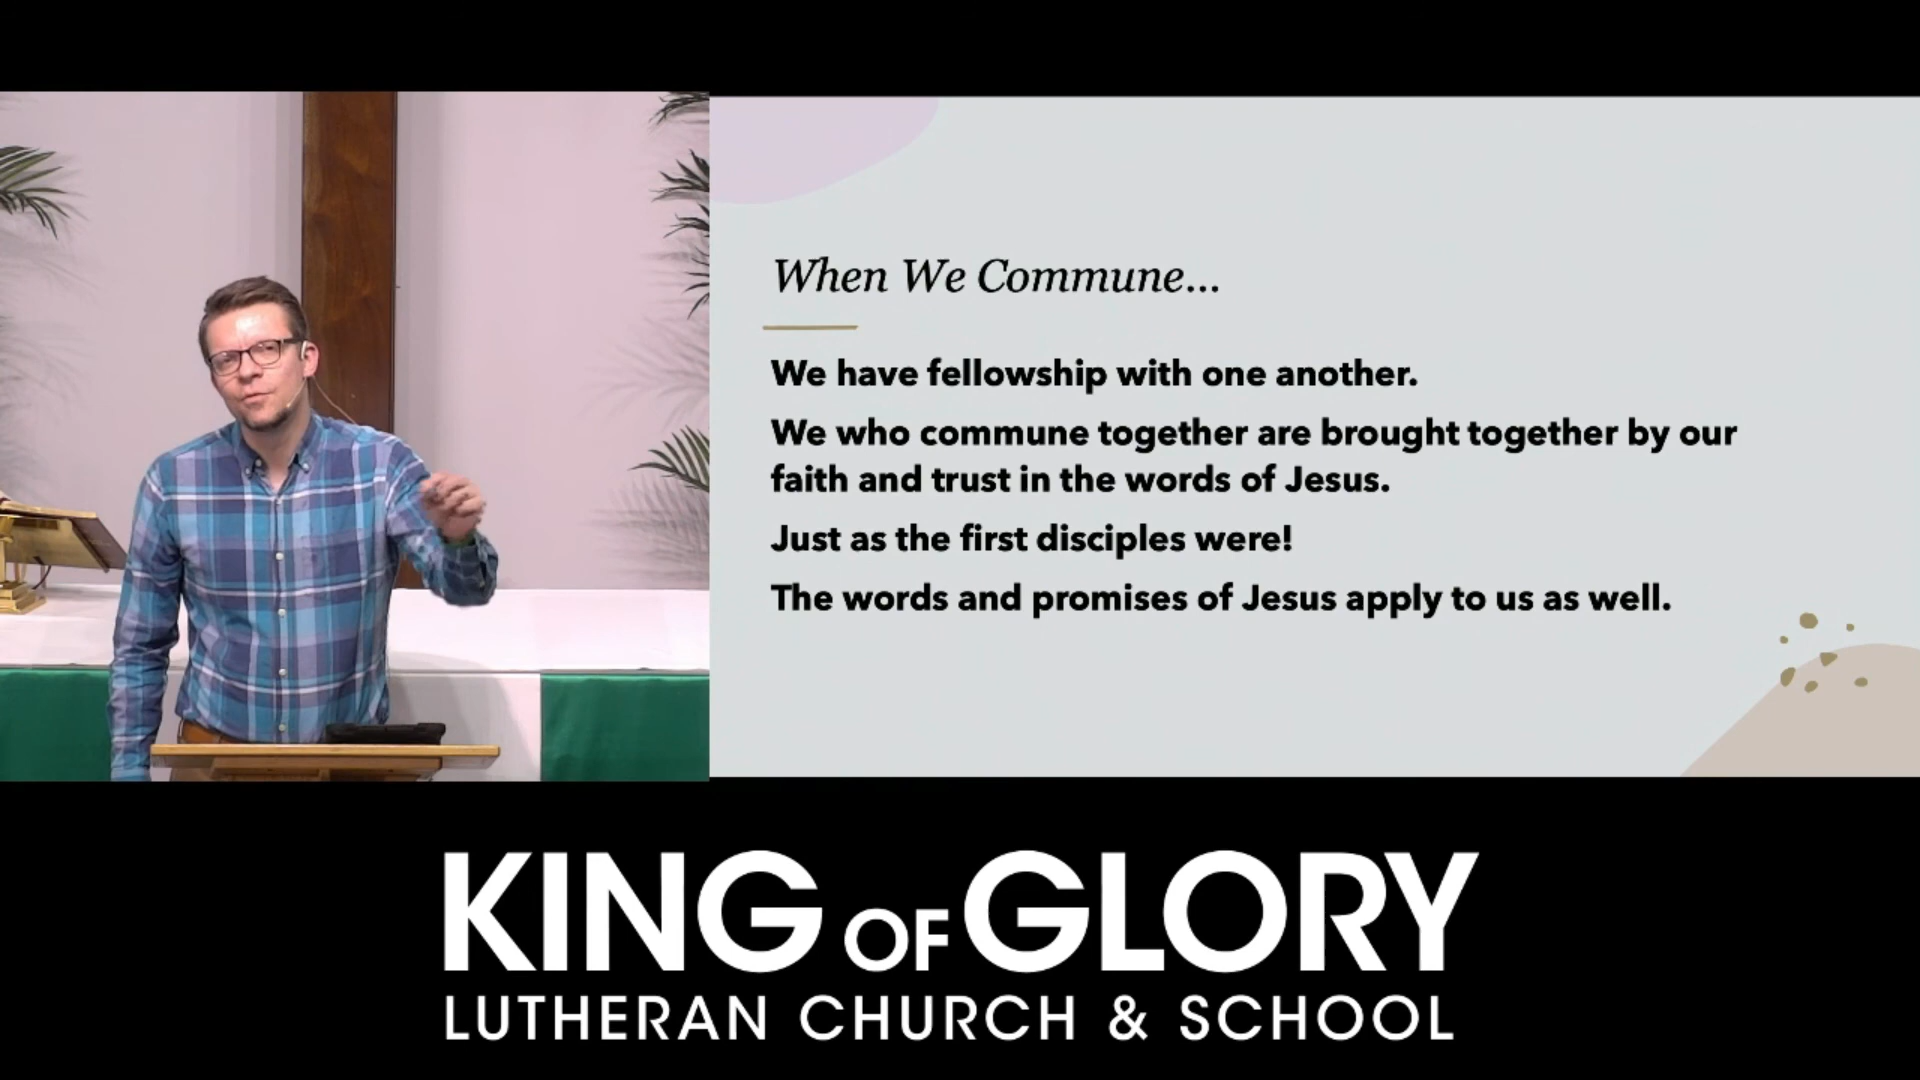 When We Commune...
We have fellowship with one another.
We who commune together are brought together by our
faith and trust in the words of Jesus.
Just as the first disciples were!
The words and promises of Jesus apply to us as well.
KING OF GLORY
LUTHERAN CHURCH & SCHOOL